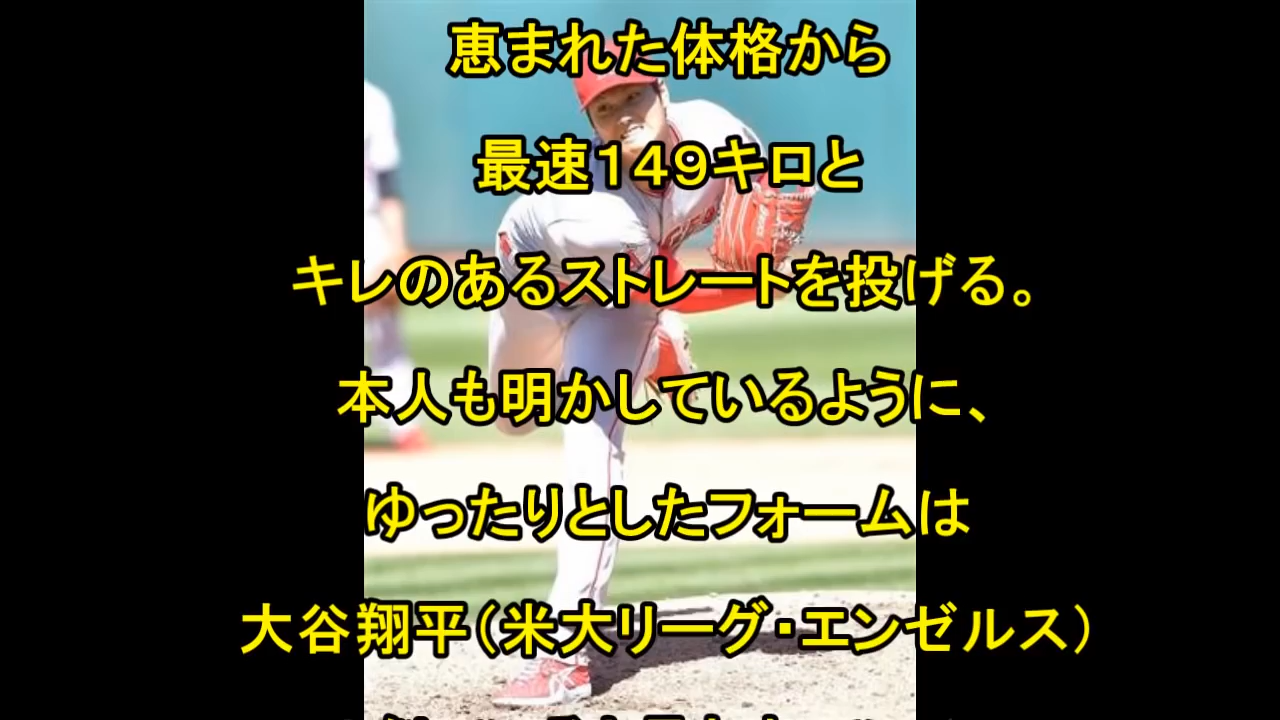 恵まれた体格から
最速149キロと
キレのあるストレートを投げる。
本人も明かしているように、
ゆったりとしたフォームは
大谷翔平(米大リーグ・エンゼルス)